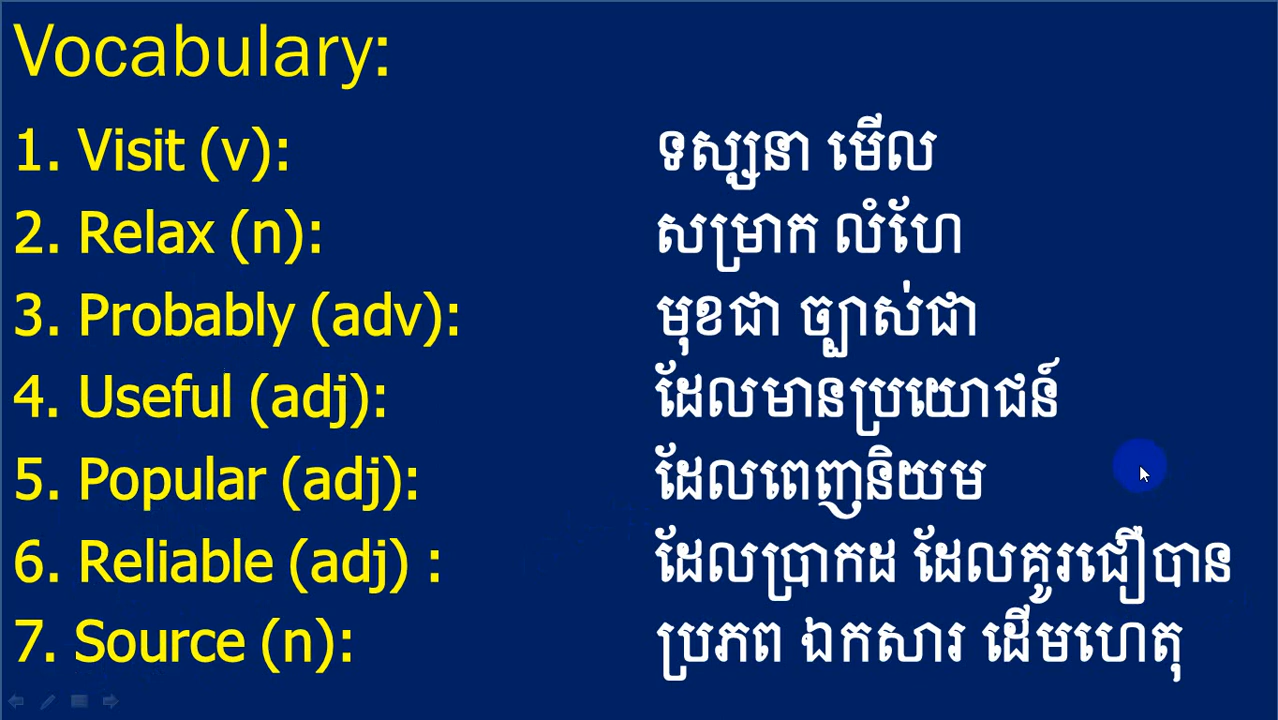 Vocabulary:
1. Visit (v): ទស្សនា មើល
2. Relax (n): សម្រាក លំហែ
3. Probably (adv): មុខជា ច្បាស់ជា
4. Useful (adj): ដែលមានប្រយោជន៍
5. Popular (adj): ដែលពេញនិយម
6. Reliable (adj) : ដែលប្រាកដ ដែលគួរជឿបាន
7. Source (n): ប្រភព ឯកសារ ដើមហេតុ